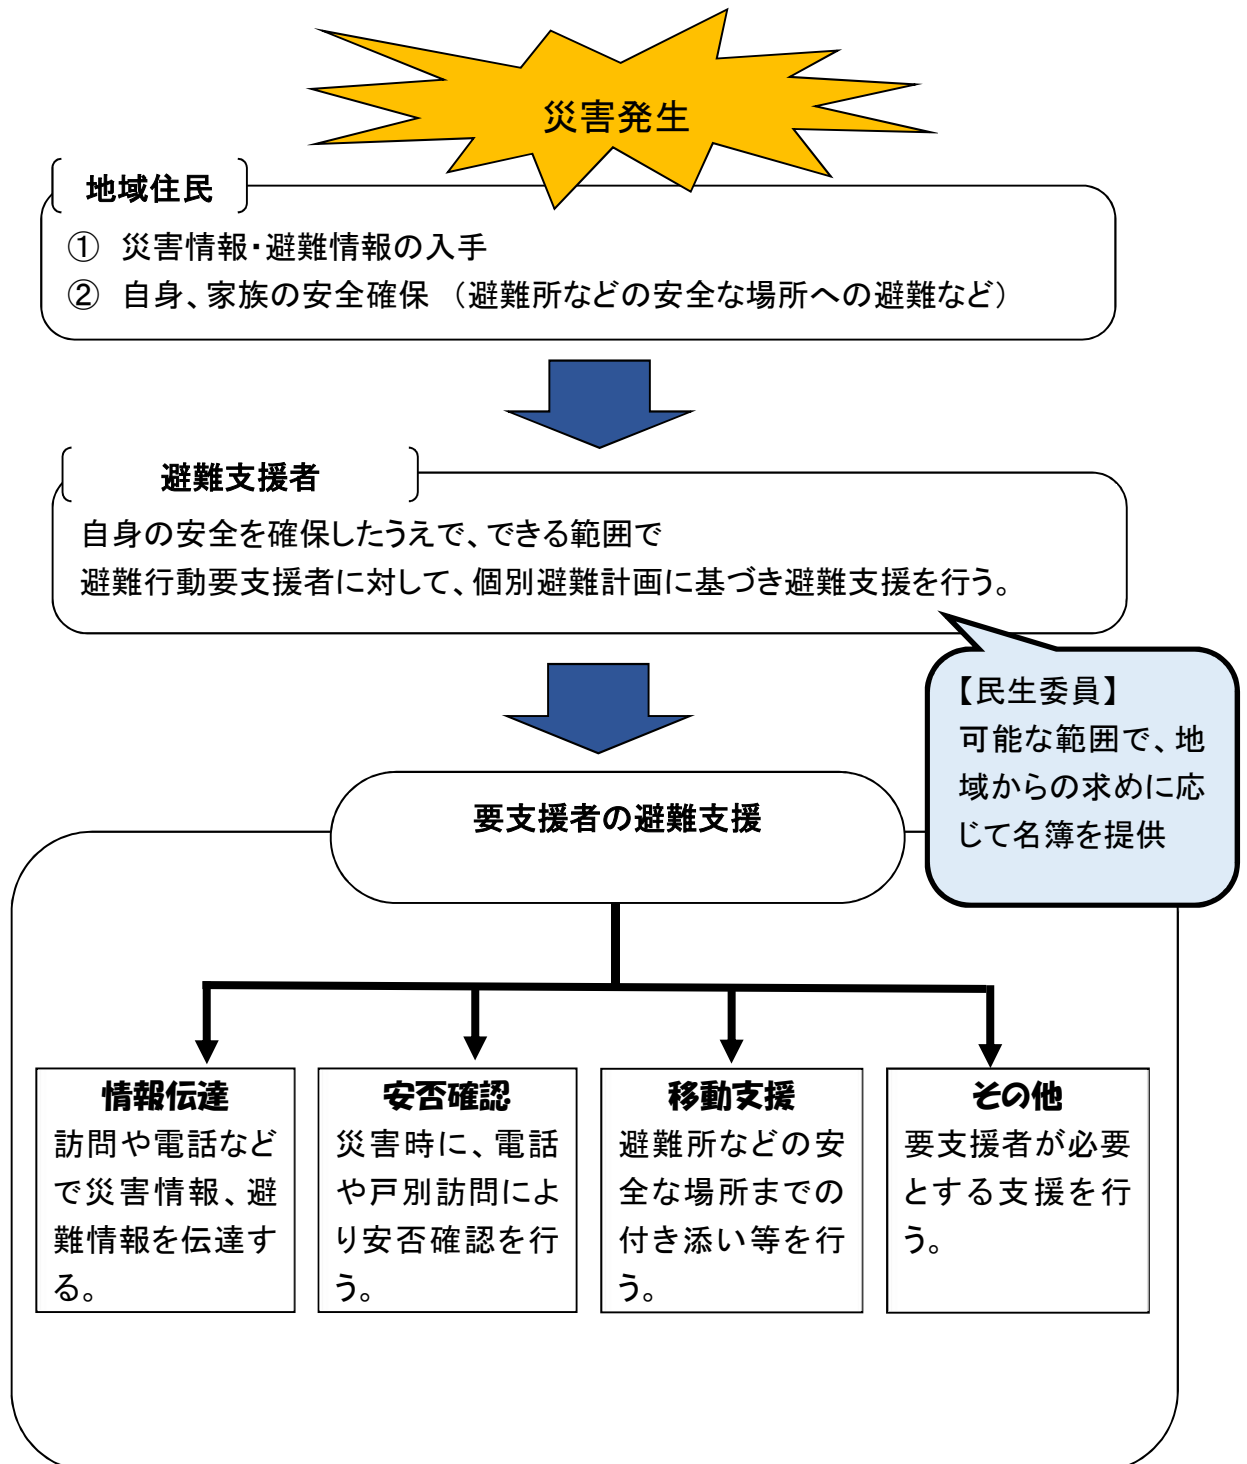 災害発生
地域住民
① 災害情報・避難情報の入手
② 自身、家族の安全確保 （避難所などの安全な場所への避難など）
避難支援者
自身の安全を確保したうえで、できる範囲で
避難行動要支援者に対して、個別避難計画に基づき避難支援を行う。
【民生委員】
可能な範囲で、地
域からの求めに応
じて名簿を提供
要支援者の避難支援
情報伝達
訪問や電話など
で災害情報、避
難情報を伝達す
る。
安否確認
災害時に、電話
や戸別訪問によ
り安否確認を行
う。
移動支援
避難所などの安
全な場所までの
付き添い等を行
う。
その他
要支援者が必要
とする支援を行
う。